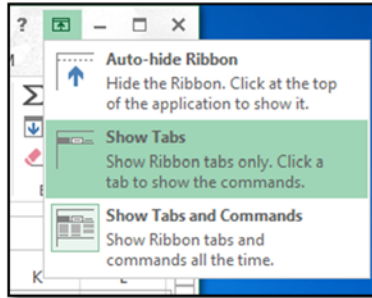 ?
Auto-hide Ribbon
Hide the Ribbon. Click at the top
of the application to show it.
Show Tabs
Show Ribbon tabs only. Click a
tab to show the commands.
Show Tabs and Commands
Show Ribbon tabs and
commands all the time.
K